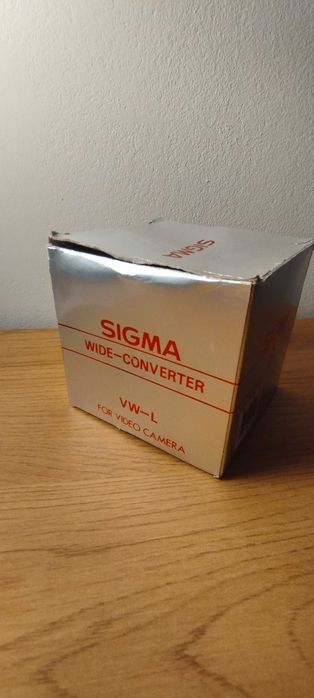 SIGMA
SIGMA
WIDE-CONVERTER
VW-L
FOR VIDEO CAMERA